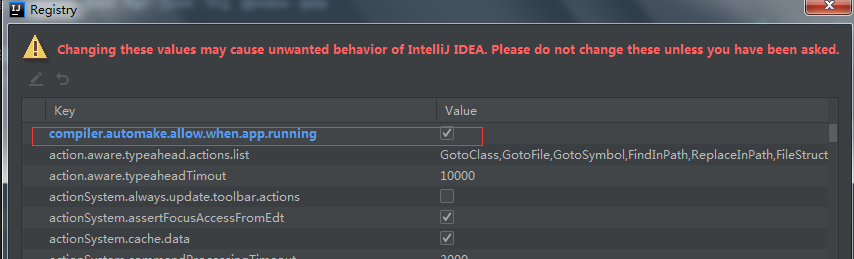 IJ Registry
Changing these values may cause unwanted behavior of IntelliJ IDEA. Please do not change these unless you have been asked.
Key Value
compiler.automake.allow.when.app.running
action.aware.typeahead.actions.list GotoClass,GotoFile,GotoSymbol,FindInPath,ReplaceInPath,FileStruct
action.aware.typeaheadTimout 10000
actionSystem.always.update.toolbar.actions
actionSystem.assertFocusAccessFromEdt
actionSystem.cache.data